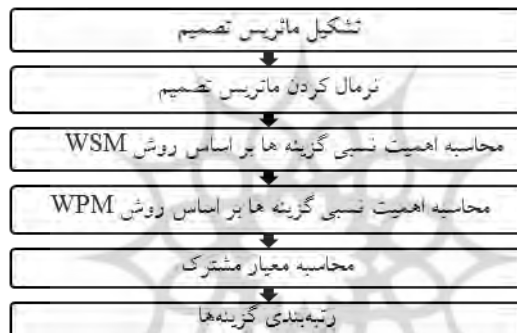 تشکیل ماتریس تصمیم
نرمال کردن ماتریس تصمیم
محاسبه اهمیت نسبی گزینه ها بر اساس روش WSM
محاسبه اهمیت نسبی گزینه ها بر اساس روش WPM
محاسبه معیار مشترک
رتبه‌بندی گزینه‌ها